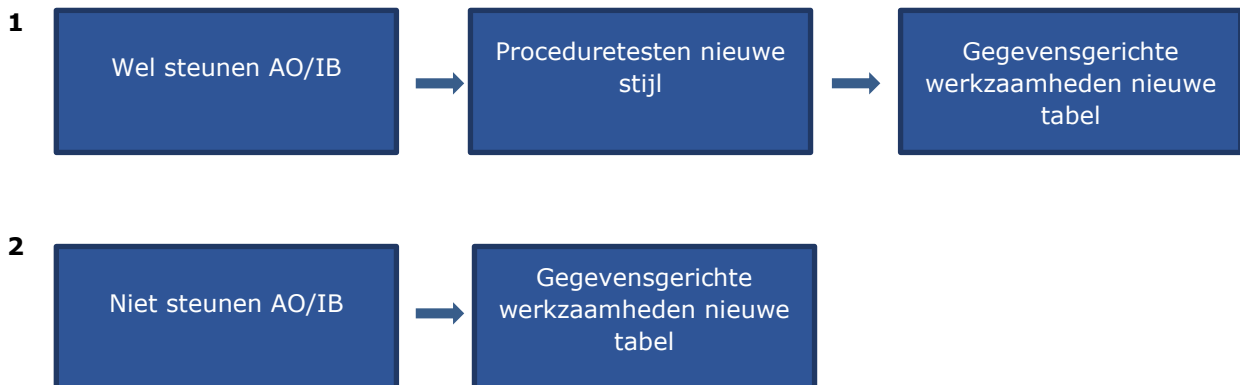 1
Wel steunen AO/IB
Proceduretesten nieuwe
stijl
Gegevensgerichte
werkzaamheden nieuwe
tabel
2
Niet steunen AO/IB
Gegevensgerichte
werkzaamheden nieuwe
tabel